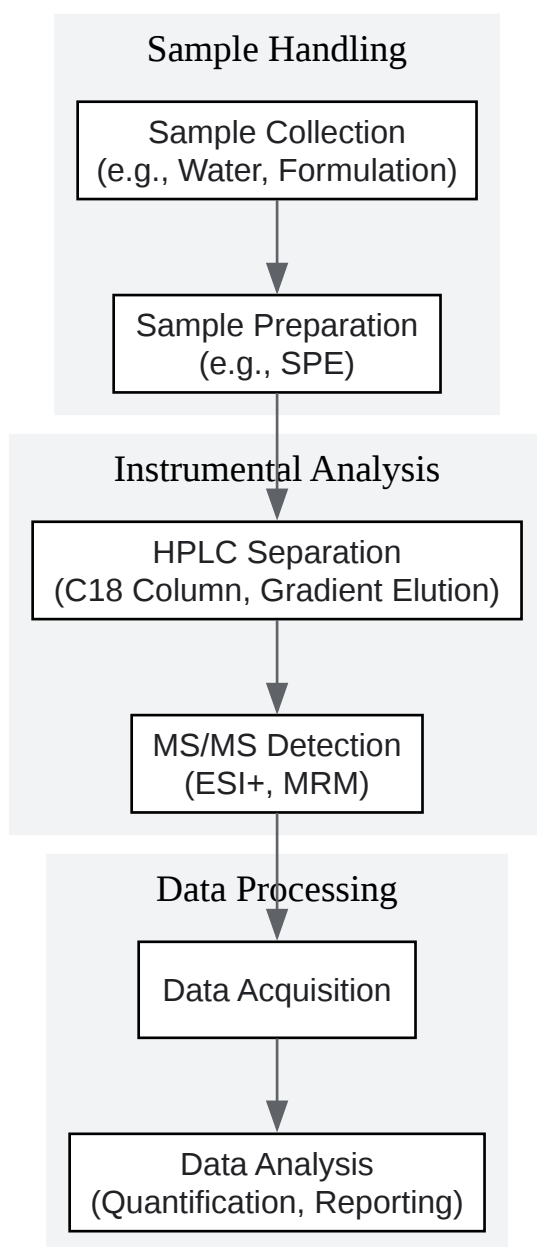 Sample Handling
Sample Collection
(e.g., Water, Formulation)
Sample Preparation
(e.g., SPE)
Instrumental Analysis
HPLC Separation
(C18 Column, Gradient Elution)
MS/MS Detection
(ESI+, MRM)
Data Processing
Data Acquisition
Data Analysis
(Quantification, Reporting)